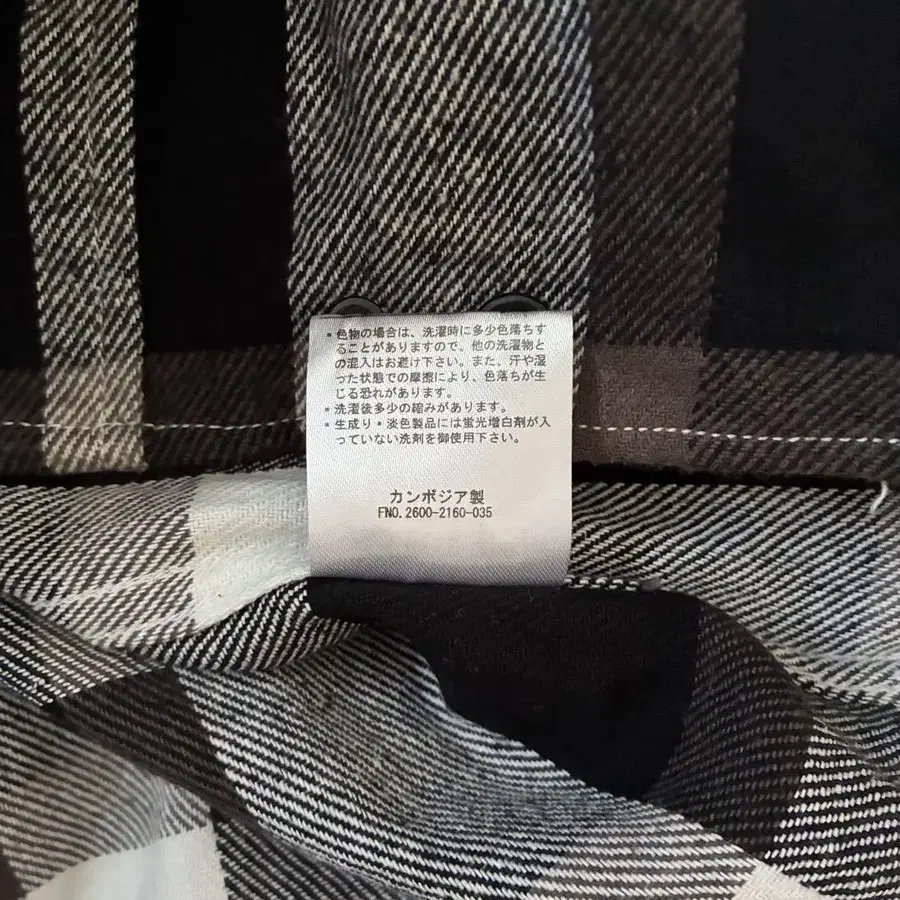 ・色物の場合は、洗濯時に多少色落ちす
ることがありますので、他の洗濯物と
の混入はお避け下さい。また、汗や湿
った状態での摩擦により、色落ちが生
じる恐れがあります。
・洗濯後多少の縮みがあります。
・生成り・淡色製品には蛍光増白剤が入
っていない洗剤を御使用下さい。
カンボジア製
FNO.2600-2160-035